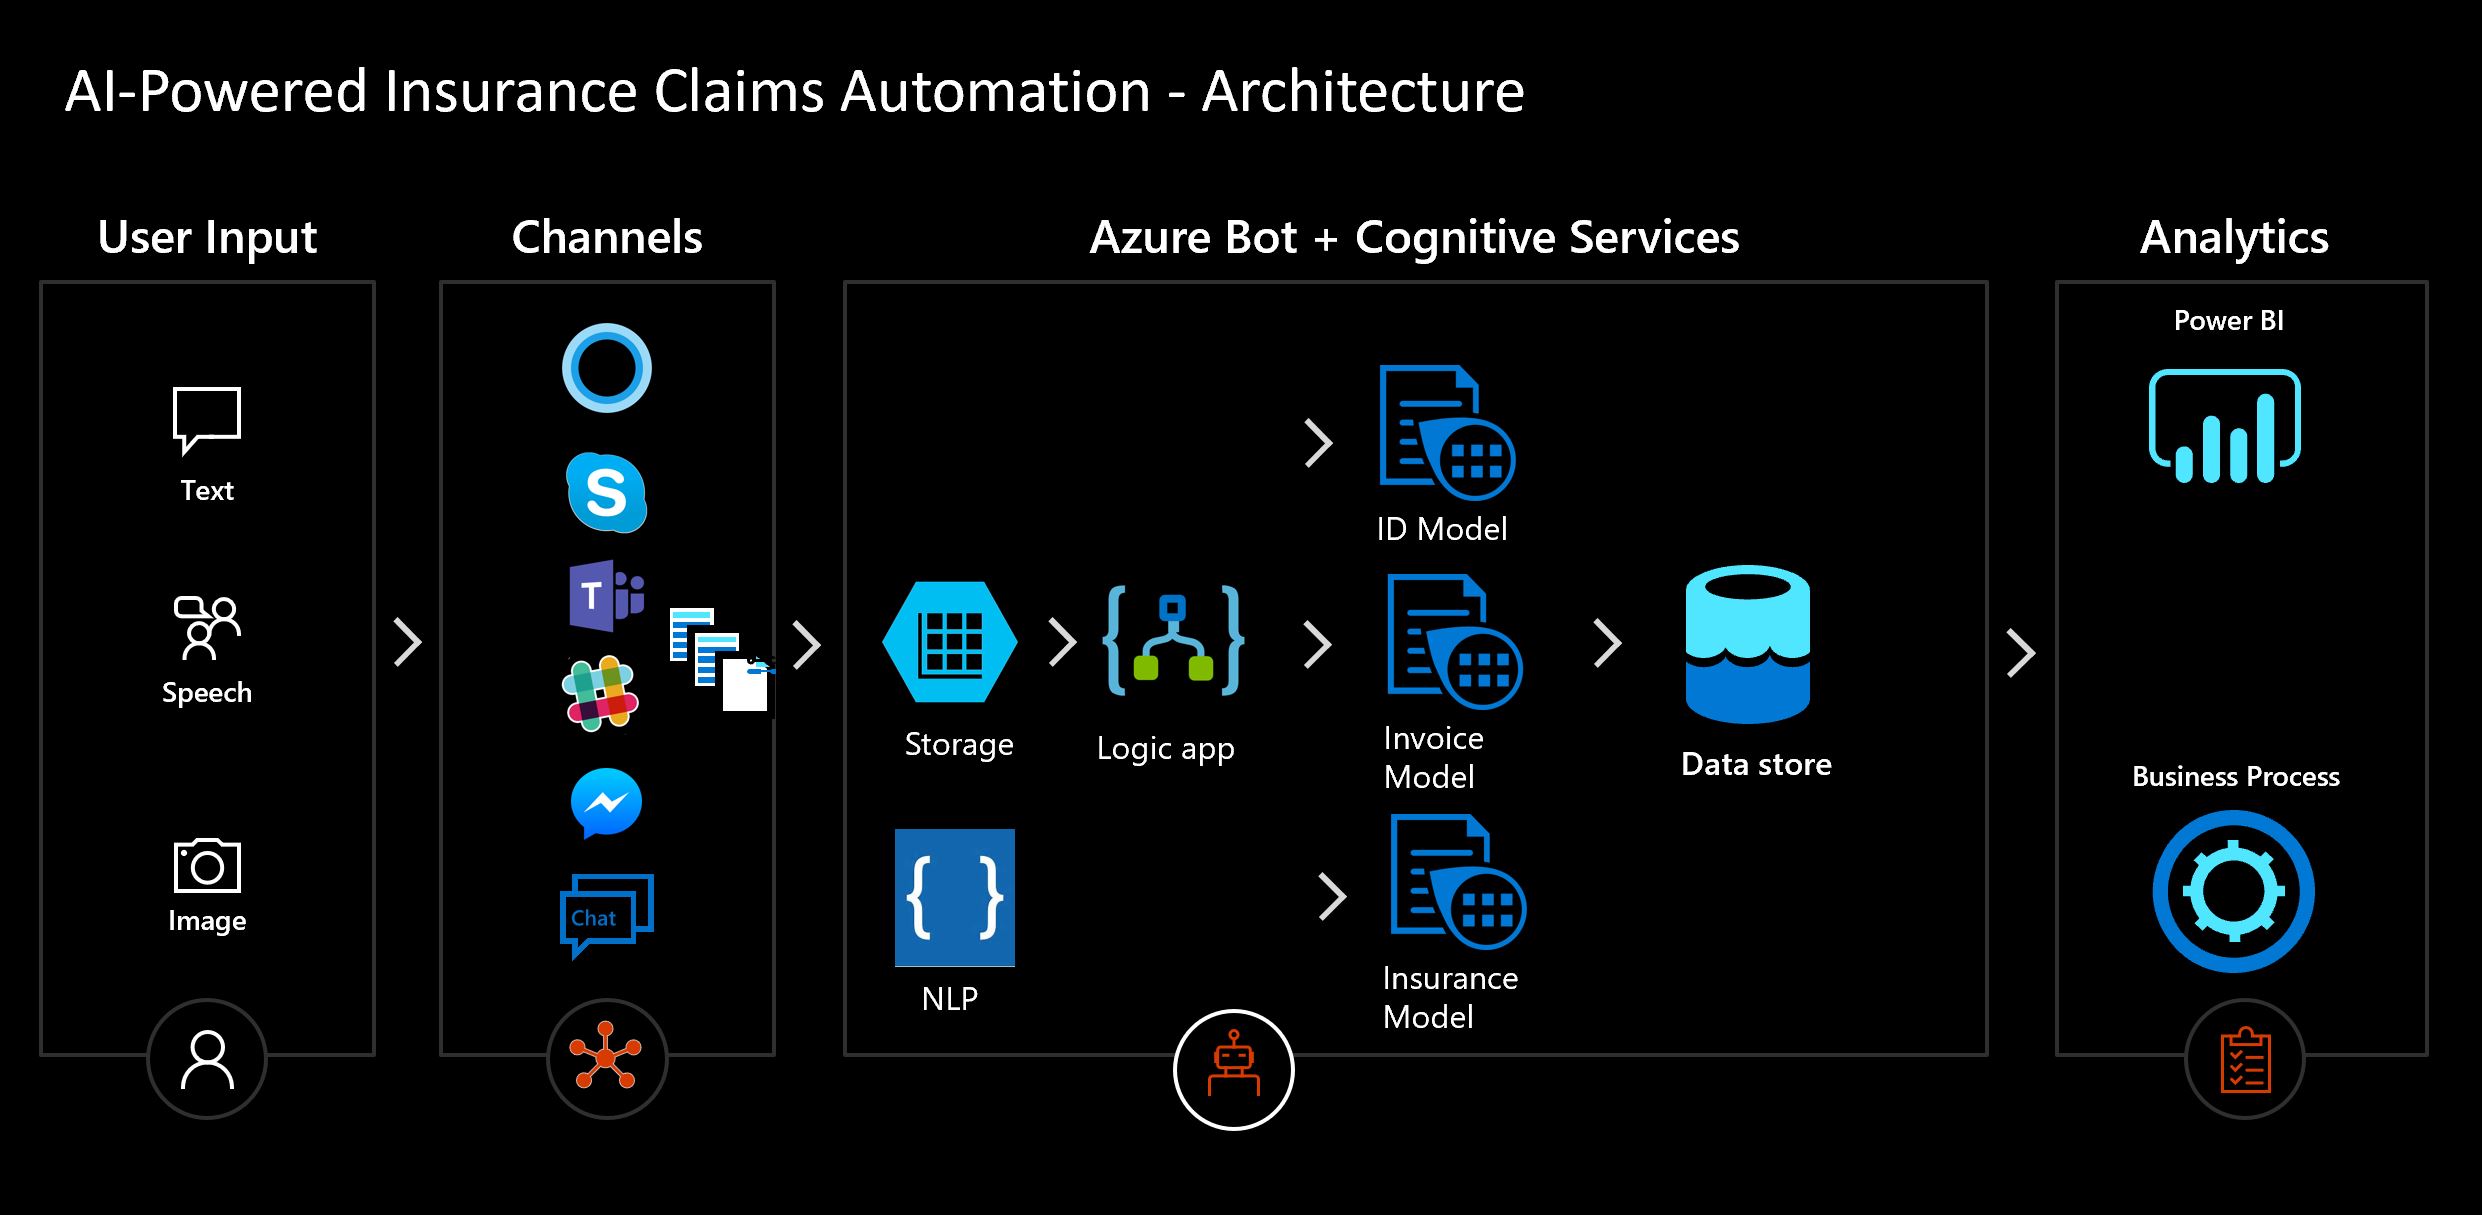 AI-Powered Insurance Claims Automation - Architecture
User Input
Text
Speech
Image
Channels
S
T
Chat
Azure Bot + Cognitive Services
Storage
Logic app
NLP
ID Model
Invoice
Model
Insurance
Model
Data store
Analytics
Power BI
Business Process